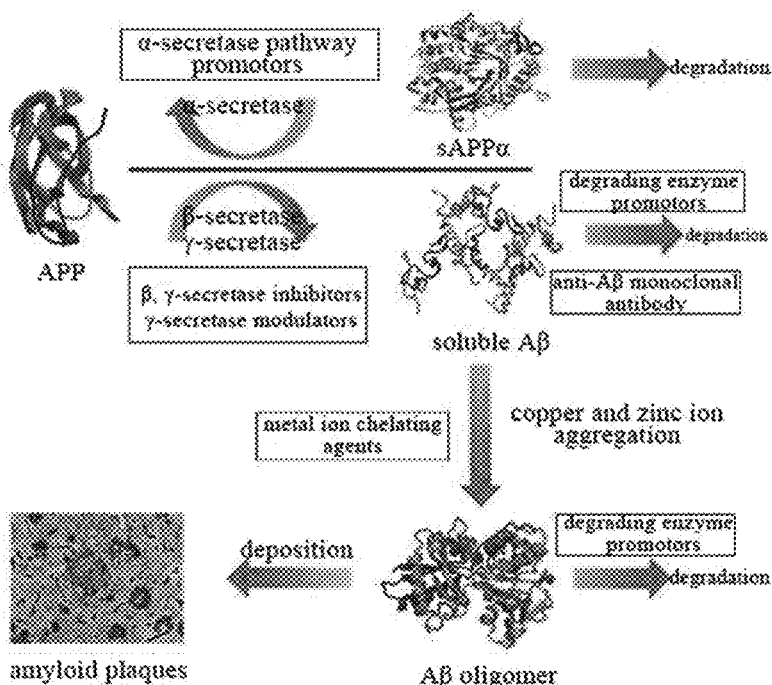 α-secretase pathway
promotors
α-secretase
sAPPα
degradation
APP
β-secretase
γ-secretase
β, γ-secretase inhibitors
γ-secretase modulators
soluble Aβ
degrading enzyme
promotors
degradation
anti-Aβ monoclonal
antibody
metal ion chelating
agents
copper and zinc ion
aggregation
amyloid plaques
deposition
Aβ oligomer
degrading enzyme
promotors
degradation